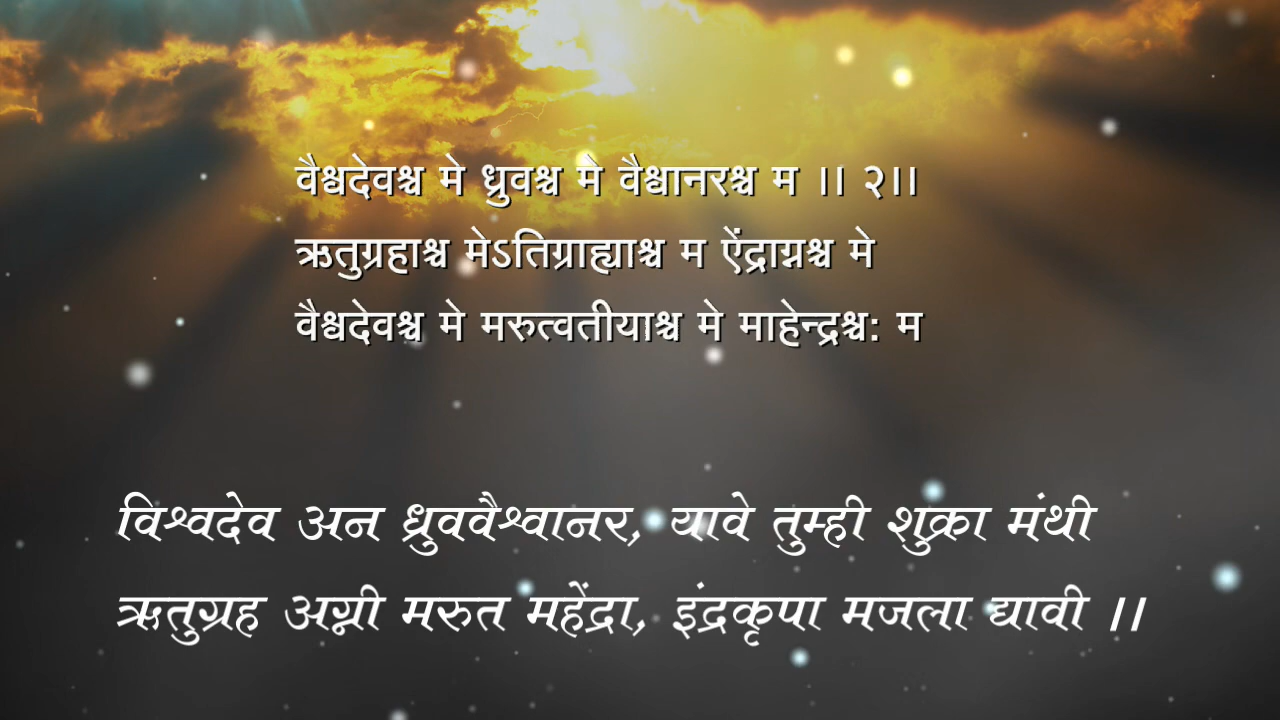 वैश्वदेवश्च मे ध्रुवश्च मे वैश्वानरश्च म ।। २।।
ऋतुग्रहाश्च मेऽतिग्राह्याश्च म ऐंद्राग्नश्च मे
वैश्वदेवश्च मे मरुत्वतीयाश्च मे माहेन्द्रश्च: म
विश्वदेव अन ध्रुववैश्वानर, यावे तुम्ही शुक्रा मंथी
ऋतुग्रह अग्नी मरुत महेंद्रा, इंद्रकृपा मजला द्यावी ।।